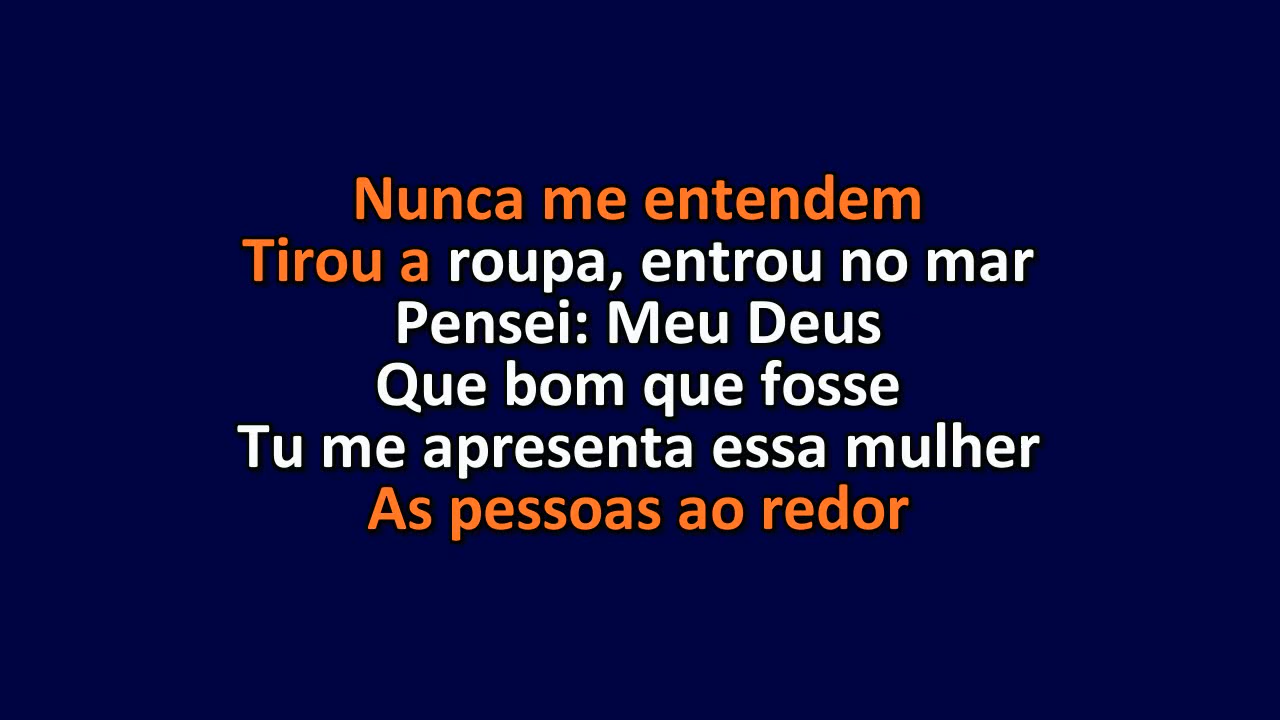 Nunca me entendem
Tirou a roupa, entrou no mar
Pensei: Meu Deus
Que bom que fosse
Tu me apresenta essa mulher
As pessoas ao redor